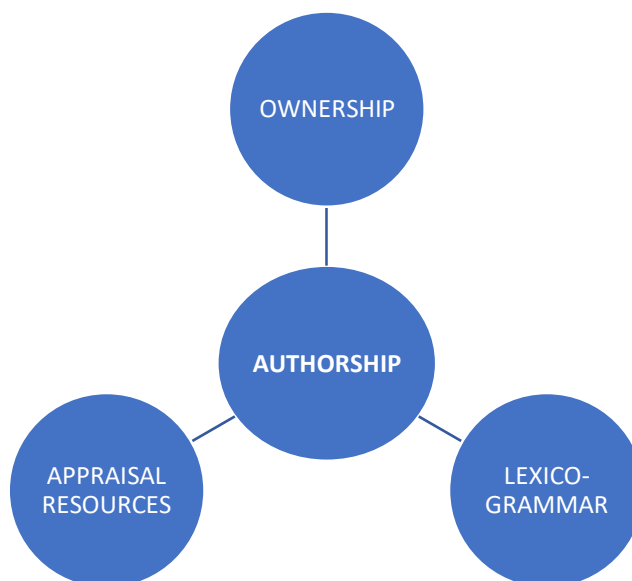 OWNERSHIP
AUTHORSHIP
APPRAISAL
RESOURCES
LEXICO-
GRAMMAR